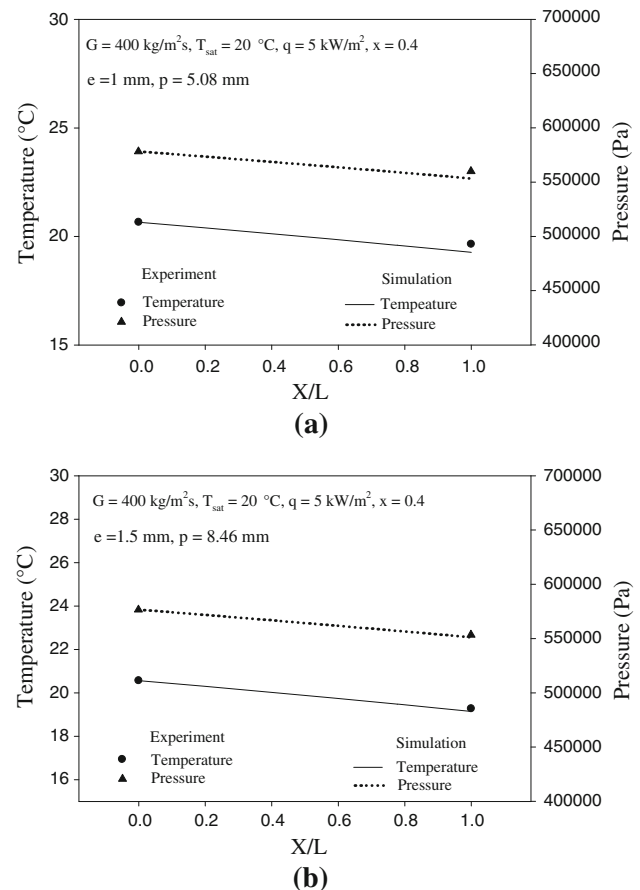 30
25
20
15
Temperature (°C)
700000
650000
600000
550000
500000
450000
400000
Pressure (Pa)
G = 400 kg/m²s, Tsat = 20 °C, q = 5 kW/m², x = 0.4
e =1 mm, p = 5.08 mm
Experiment
Temperature
Pressure
Simulation
Tempeature
Pressure
0.0 0.2 0.4 0.6 0.8 1.0
X/L
(a)
30
28
26
24
22
20
18
16
Temperature (°C)
700000
650000
600000
550000
500000
450000
400000
Pressure (Pa)
G = 400 kg/m²s, Tsat = 20 °C, q = 5 kW/m², x = 0.4
e =1.5 mm, p = 8.46 mm
Experiment
Temperature
Pressure
Simulation
Temperature
Pressure
0.0 0.2 0.4 0.6 0.8 1.0
X/L
(b)